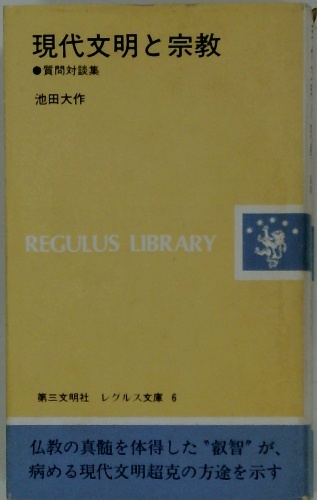 現代文明と宗教
●質問対談集
池田大作
REGULUS LIBRARY
第三文明社 レグルス文庫 6
仏教の真髄を体得した〝叡智〟が、
病める現代文明超克の方途を示す